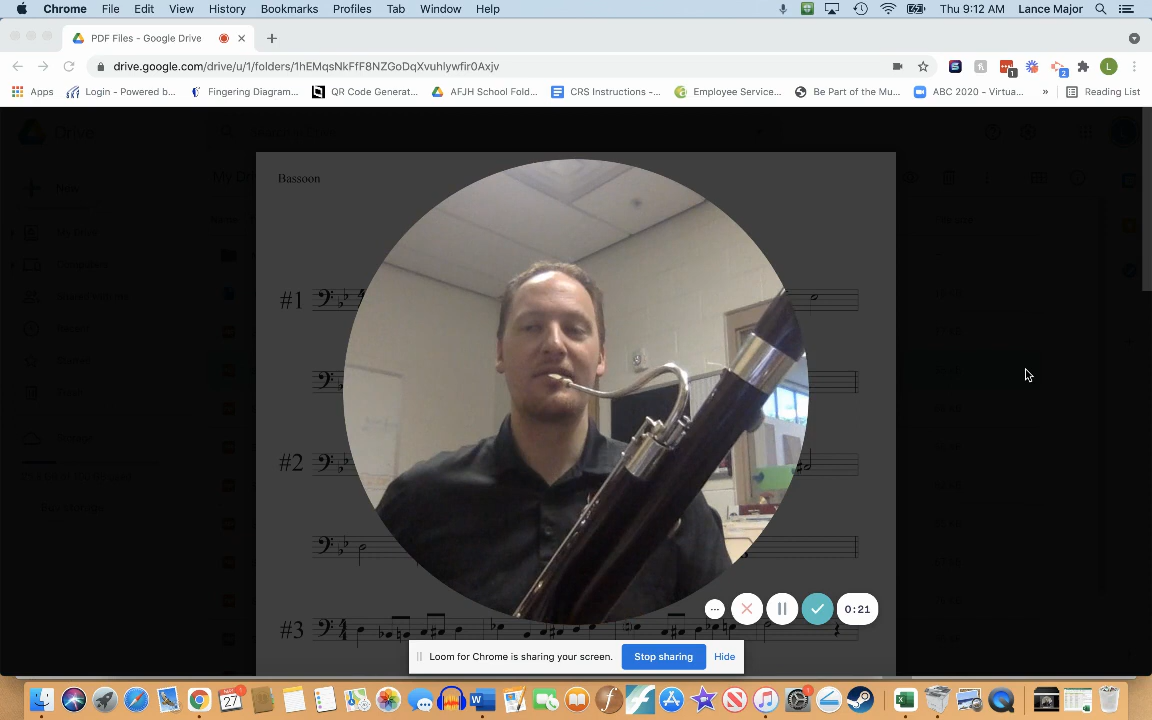 Chrome File Edit View History Bookmarks Profiles Tab Window Help Thu 9:12 AM Lance Major
PDF Files - Google Drive
drive.google.com/drive/u/1/folders/1hEMqsNkFfF8NZGoDqXvuhlywfir0Axjv
Apps Login - Powered b... Fingering Diagram... QR Code Generat... AFJH School Fold... CRS Instructions -... Employee Service... Be Part of the Mu... ABC 2020 - Virtua... » Reading List
Drive
New
Bassoon
#1
#2
#3
0:21
Loom for Chrome is sharing your screen. Stop sharing Hide